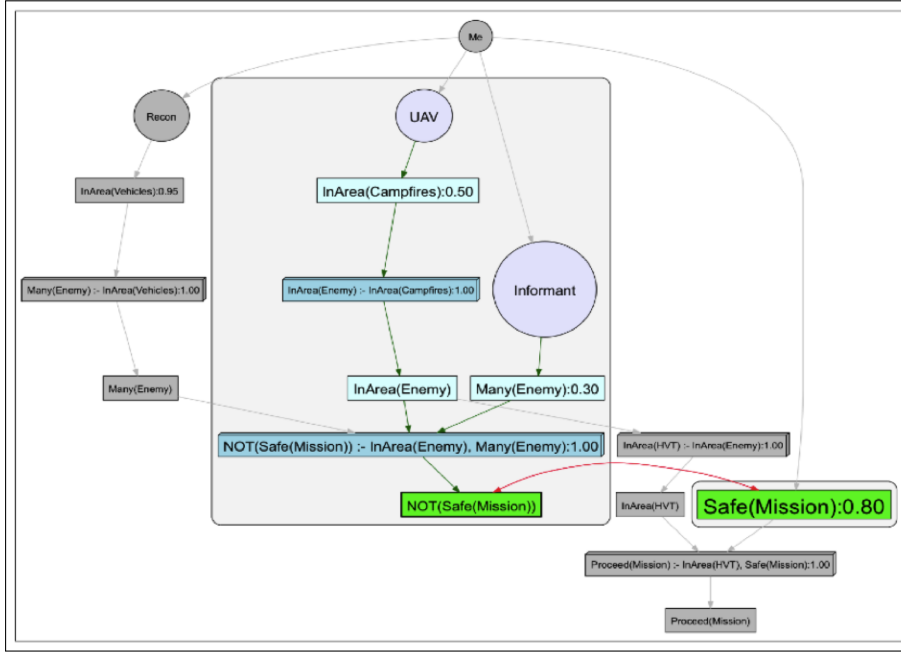 Me
Recon
UAV
InArea(Vehicles):0.95
InArea(Campfires):0.50
Many(Enemy) :- InArea(Vehicles):1.00
InArea(Enemy) :- InArea(Campfires):1.00
Informant
Many(Enemy)
InArea(Enemy)
Many(Enemy):0.30
NOT(Safe(Mission)) :- InArea(Enemy), Many(Enemy):1.00
InArea(HVT) :- InArea(Enemy):1.00
NOT(Safe(Mission))
InArea(HVT)
Safe(Mission):0.80
Proceed(Mission) :- InArea(HVT), Safe(Mission):1.00
Proceed(Mission)